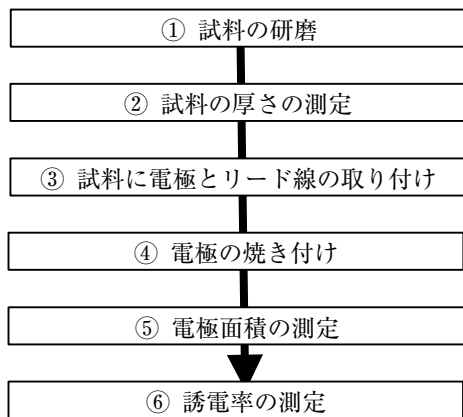 ① 試料の研磨
② 試料の厚さの測定
③ 試料に電極とリード線の取り付け
④ 電極の焼き付け
⑤ 電極面積の測定
⑥ 誘電率の測定